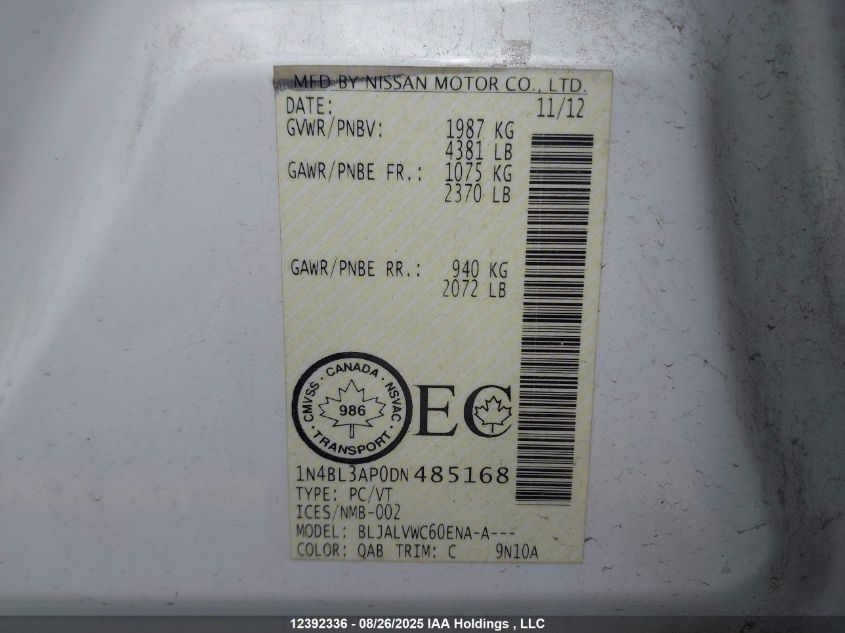 MFD BY NISSAN MOTOR CO., LTD.
DATE: 11/12
GVWR/PNBV: 1987 KG
4381 LB
GAWR/PNBE FR.: 1075 KG
2370 LB
GAWR/PNBE RR.: 940 KG
2072 LB
CMVSS · CANADA · NSVAC
986
· TRANSPORT ·
EC
1N4BL3AP0DN485168
TYPE: PC/VT
ICES/NMB-002
MODEL: BLJALVWC60ENA-A---
COLOR: QAB TRIM: C 9N10A
12392336 - 08/26/2025 IAA Holdings , LLC